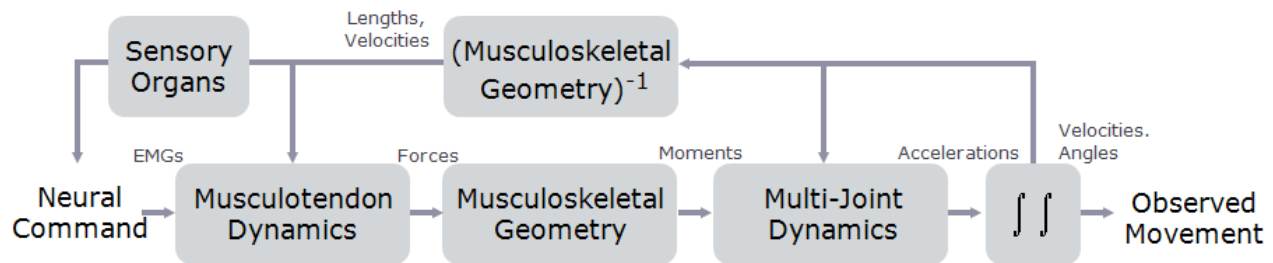 Lengths,
Velocities
Sensory
Organs
(Musculoskeletal
Geometry)-1
Velocities.
Angles
EMGs
Forces
Moments
Accelerations
Neural
Command
Musculotendon
Dynamics
Musculoskeletal
Geometry
Multi-Joint
Dynamics
∫ ∫
Observed
Movement